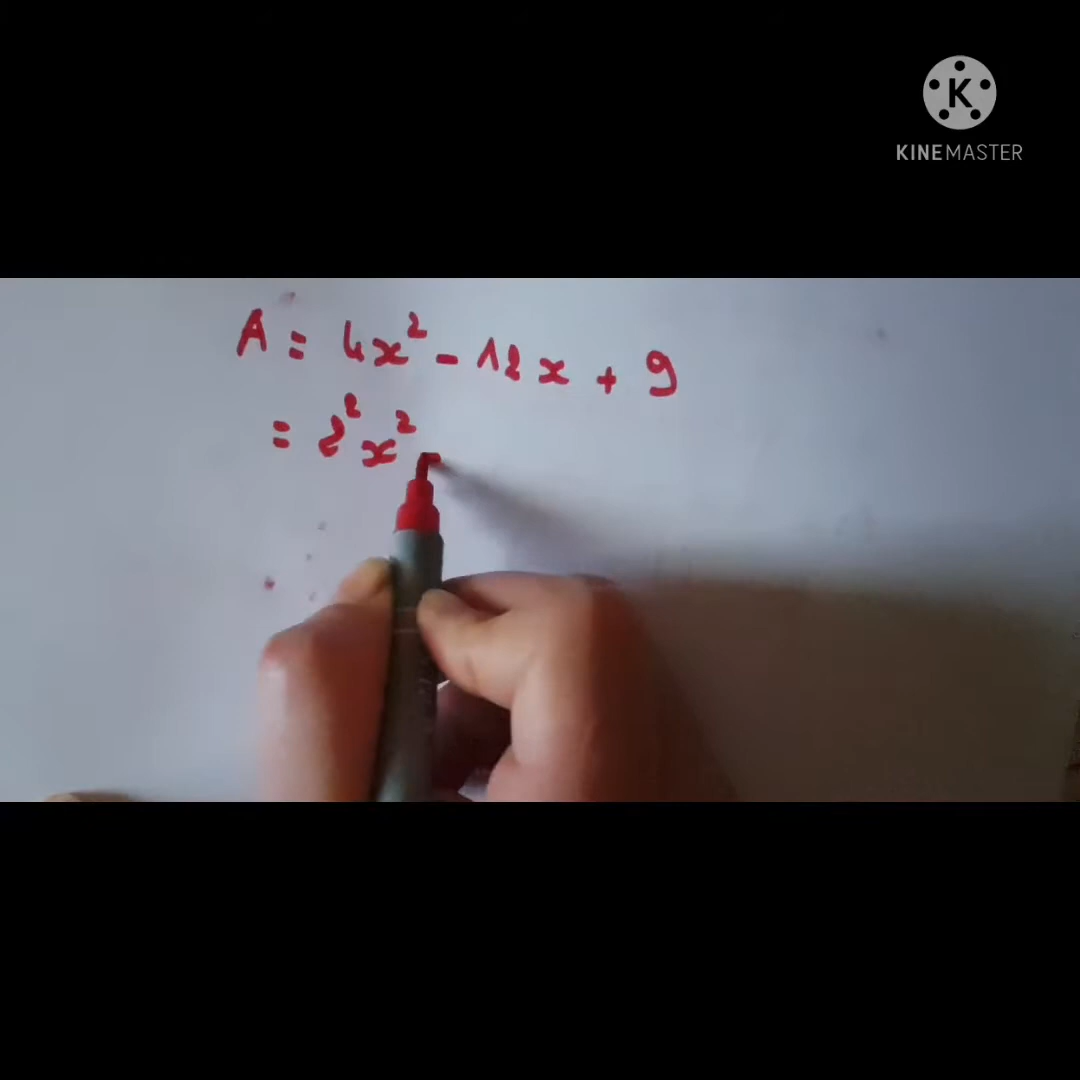 K
KINEMASTER
A = 4x² - 12x + 9
= 2²x² -